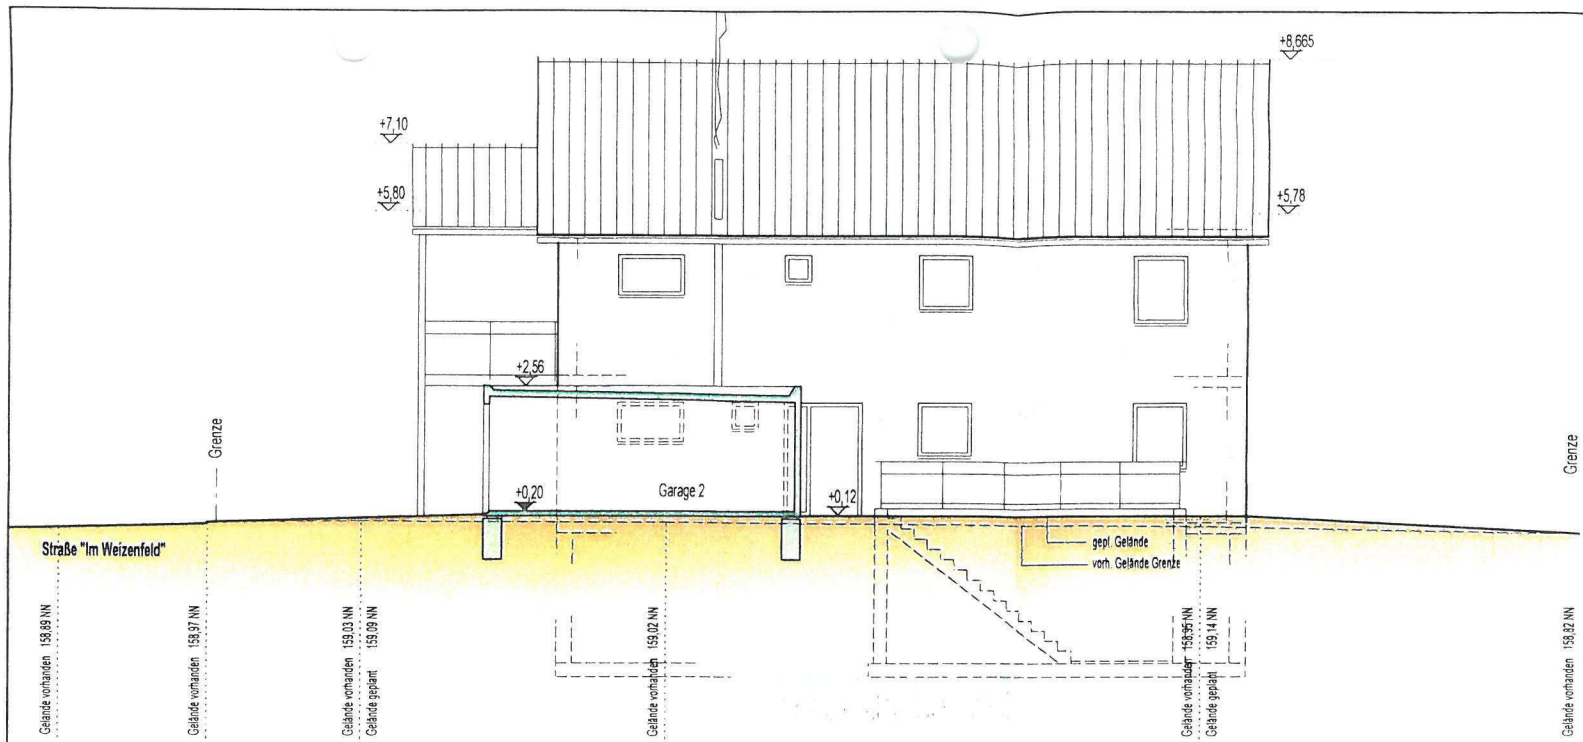 +8,665
+7,10
+5,80
+5,78
+2,56
Grenze
Grenze
+0,20
Garage 2
+0,12
Straße "Im Weizenfeld"
gepl. Gelände
vorh. Gelände Grenze
Gelände vorhanden 158,89 NN
Gelände vorhanden 158,97 NN
Gelände vorhanden 159,03 NN
Gelände geplant 159,09 NN
Gelände vorhanden 159,02 NN
Gelände vorhanden 158,95 NN
Gelände geplant 159,14 NN
Gelände vorhanden 158,82 NN